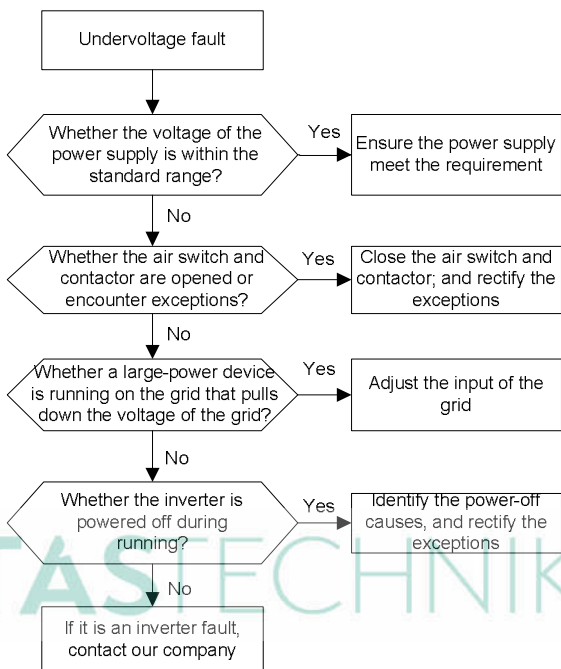 Undervoltage fault
Whether the voltage of the
power supply is within the
standard range?
Yes
Ensure the power supply
meet the requirement
No
Whether the air switch and
contactor are opened or
encounter exceptions?
Yes
Close the air switch and
contactor; and rectify the
exceptions
No
Whether a large-power device
is running on the grid that pulls
down the voltage of the grid?
Yes
Adjust the input of the
grid
No
Whether the inverter is
powered off during
running?
Yes
Identify the power-off
causes, and rectify the
exceptions
No
If it is an inverter fault,
contact our company
TASTECHNIK